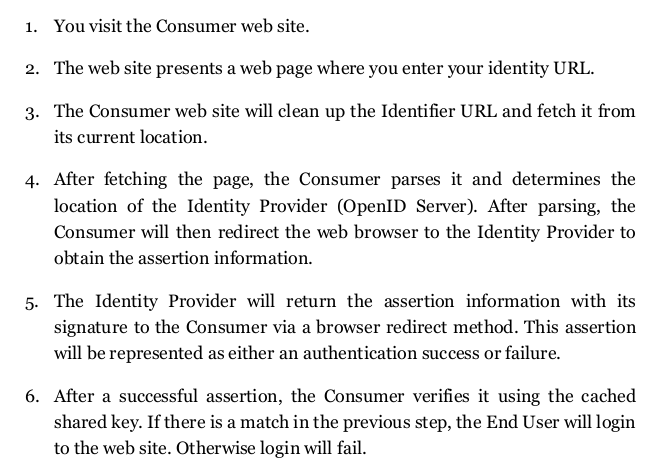 1. You visit the Consumer web site.
2. The web site presents a web page where you enter your identity URL.
3. The Consumer web site will clean up the Identifier URL and fetch it from
its current location.
4. After fetching the page, the Consumer parses it and determines the
location of the Identity Provider (OpenID Server). After parsing, the
Consumer will then redirect the web browser to the Identity Provider to
obtain the assertion information.
5. The Identity Provider will return the assertion information with its
signature to the Consumer via a browser redirect method. This assertion
will be represented as either an authentication success or failure.
6. After a successful assertion, the Consumer verifies it using the cached
shared key. If there is a match in the previous step, the End User will login
to the web site. Otherwise login will fail.